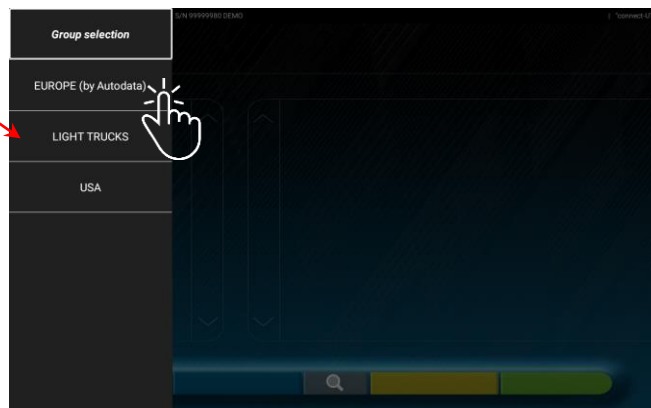 S/N 99999980 DEMO
Group selection
EUROPE (by Autodata)
LIGHT TRUCKS
USA